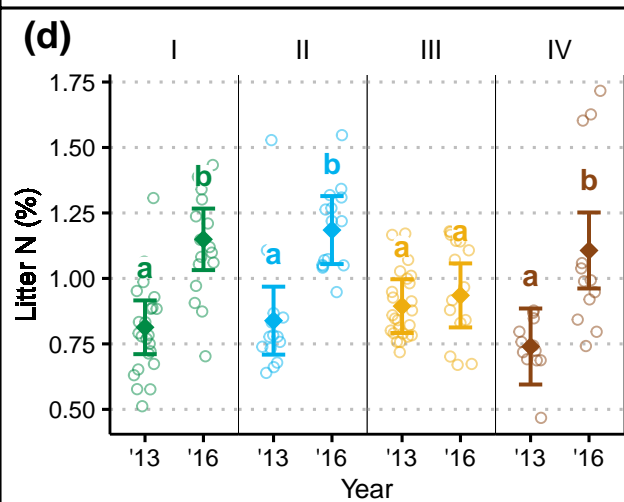 (d)
I II III IV
1.75
1.50
1.25
1.00
0.75
0.50
Litter N (%)
a b a b a a a b
'13 '16 '13 '16 '13 '16 '13 '16
Year